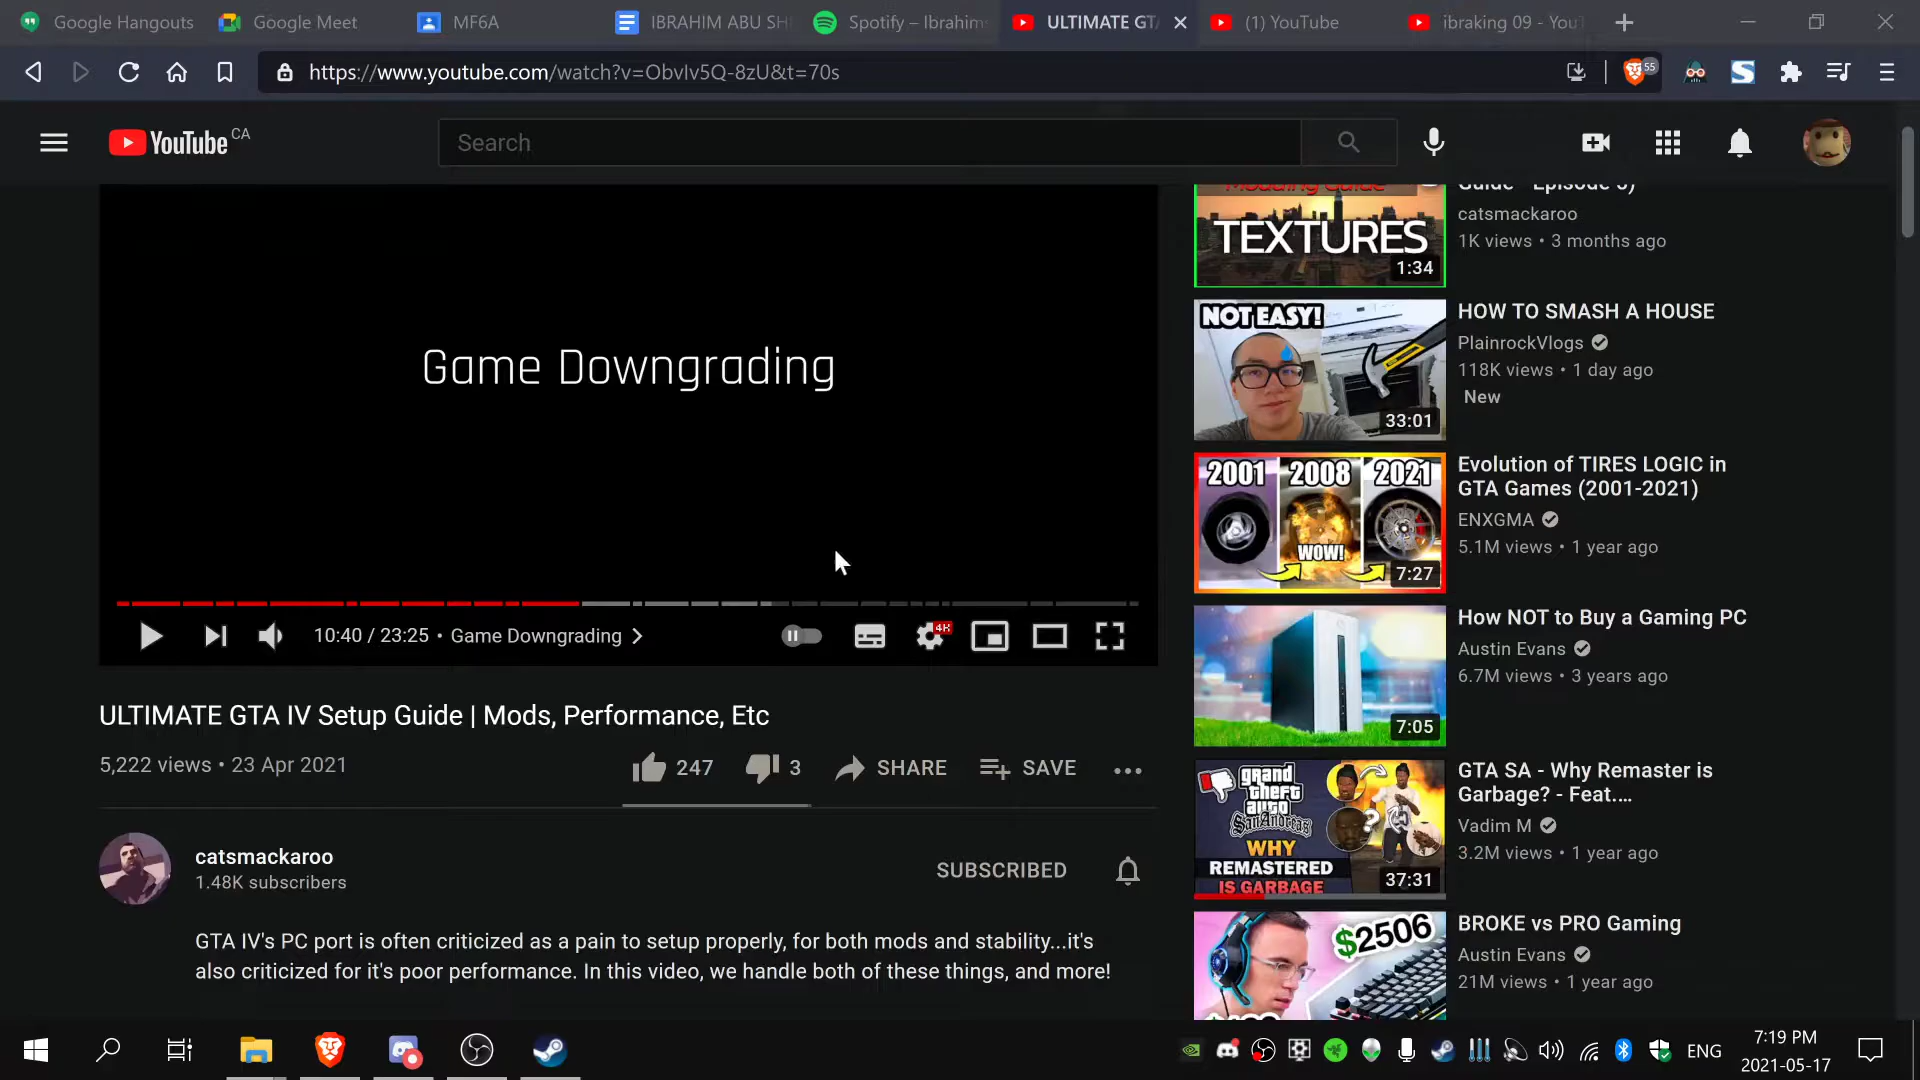 Google Hangouts
Google Meet
MF6A
IBRAHIM ABU SH
Spotify – Ibrahim
ULTIMATE GT
(1) YouTube
ibraking 09 - YouT
https://www.youtube.com/watch?v=ObvIv5Q-8zU&t=70s
55
YouTube CA
Search
Game Downgrading
10:40 / 23:25 • Game Downgrading
4K
ULTIMATE GTA IV Setup Guide | Mods, Performance, Etc
5,222 views • 23 Apr 2021
247
3
SHARE
SAVE
catsmackaroo
1.48K subscribers
SUBSCRIBED
GTA IV's PC port is often criticized as a pain to setup properly, for both mods and stability...it's
also criticized for it's poor performance. In this video, we handle both of these things, and more!
Modding Guide
TEXTURES
1:34
Guide - Episode 3)
catsmackaroo
1K views • 3 months ago
NOT EASY!
33:01
HOW TO SMASH A HOUSE
PlainrockVlogs
118K views • 1 day ago
New
2001 2008 2021
WOW!
7:27
Evolution of TIRES LOGIC in
GTA Games (2001-2021)
ENXGMA
5.1M views • 1 year ago
7:05
How NOT to Buy a Gaming PC
Austin Evans
6.7M views • 3 years ago
grand
theft
auto
San Andreas
?
WHY
REMASTERED
IS GARBAGE
37:31
GTA SA - Why Remaster is
Garbage? - Feat....
Vadim M
3.2M views • 1 year ago
$2506
BROKE vs PRO Gaming
Austin Evans
21M views • 1 year ago
ENG
7:19 PM
2021-05-17